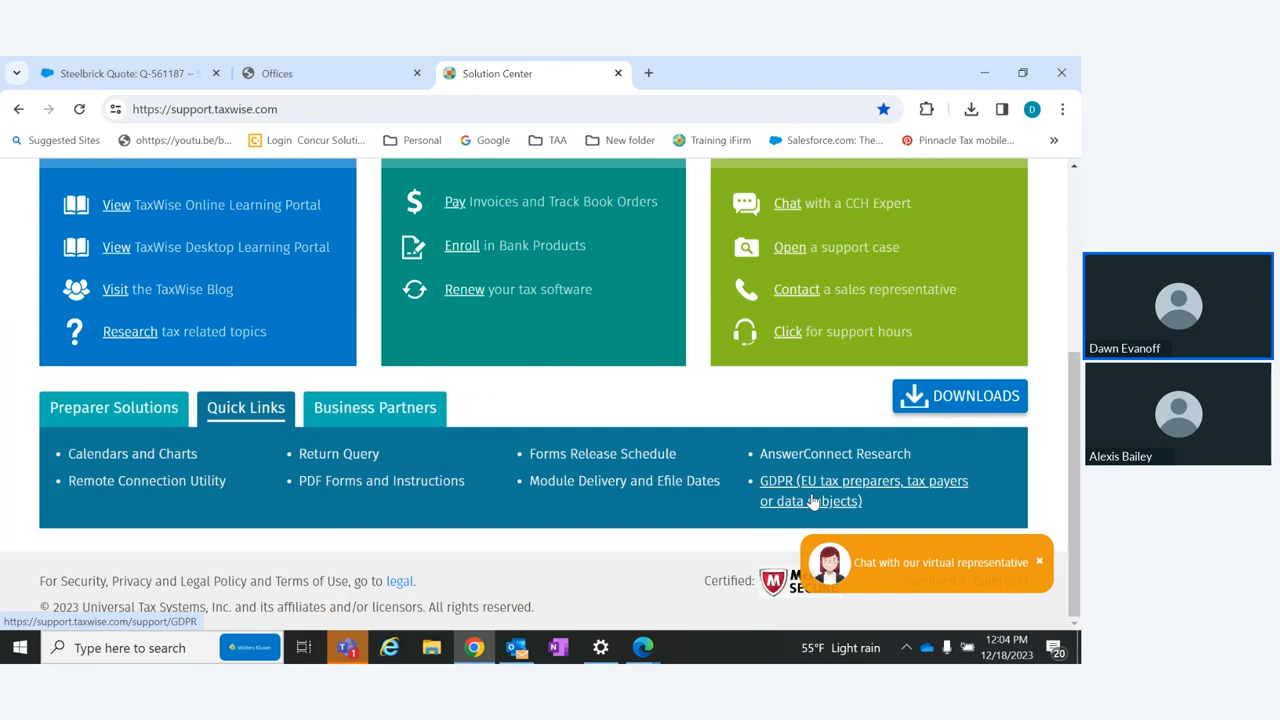 Steelbrick Quote: Q-561187 ~
Offices
Solution Center
https://support.taxwise.com
D
Suggested Sites
ohttps://youtu.be/b...
Login Concur Soluti...
Personal
Google
TAA
New folder
Training iFirm
Salesforce.com: The...
Pinnacle Tax mobile...
View TaxWise Online Learning Portal
View TaxWise Desktop Learning Portal
Visit the TaxWise Blog
Research tax related topics
Pay Invoices and Track Book Orders
Enroll in Bank Products
Renew your tax software
Chat with a CCH Expert
Open a support case
Contact a sales representative
Click for support hours
Preparer Solutions
Quick Links
Business Partners
DOWNLOADS
• Calendars and Charts
• Remote Connection Utility
• Return Query
• PDF Forms and Instructions
• Forms Release Schedule
• Module Delivery and Efile Dates
• AnswerConnect Research
• GDPR (EU tax preparers, tax payers
or data subjects)
Chat with our virtual representative
For Security, Privacy and Legal Policy and Terms of Use, go to legal.
Certified:
SECURE
© 2023 Universal Tax Systems, Inc. and its affiliates and/or licensors. All rights reserved.
https://support.taxwise.com/support/GDPR
Type here to search
Wolters Kluwer
1
55°F Light rain
12:04 PM
12/18/2023
20
Dawn Evanoff
Alexis Bailey